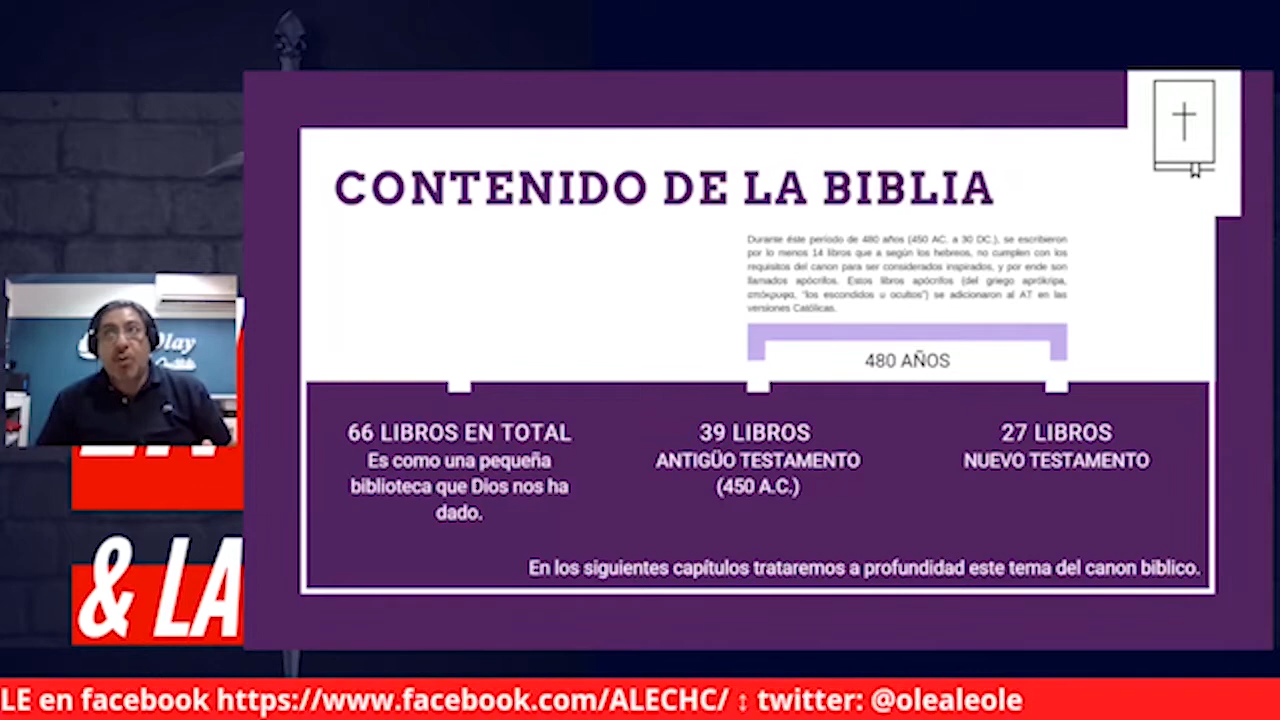 CONTENIDO DE LA BIBLIA
Durante éste período de 480 años (450 AC. a 30 DC.), se escribieron
por lo menos 14 libros que a según los hebreos, no cumplen con los
requisitos del canon para ser considerados inspirados, y por ende son
llamados apócrifos. Estos libros apócrifos (del griego aprókripa,
απόκρυφο, "los escondidos u ocultos") se adicionaron al AT en las
versiones Católicas.
480 AÑOS
66 LIBROS EN TOTAL
Es como una pequeña
biblioteca que Dios nos ha
dado.
39 LIBROS
ANTIGÜO TESTAMENTO
(450 A.C.)
27 LIBROS
NUEVO TESTAMENTO
En los siguientes capítulos trataremos a profundidad este tema del canon biblico.
& LA
LE en facebook https://www.facebook.com/ALECHC/ ↕ twitter: @olealeole